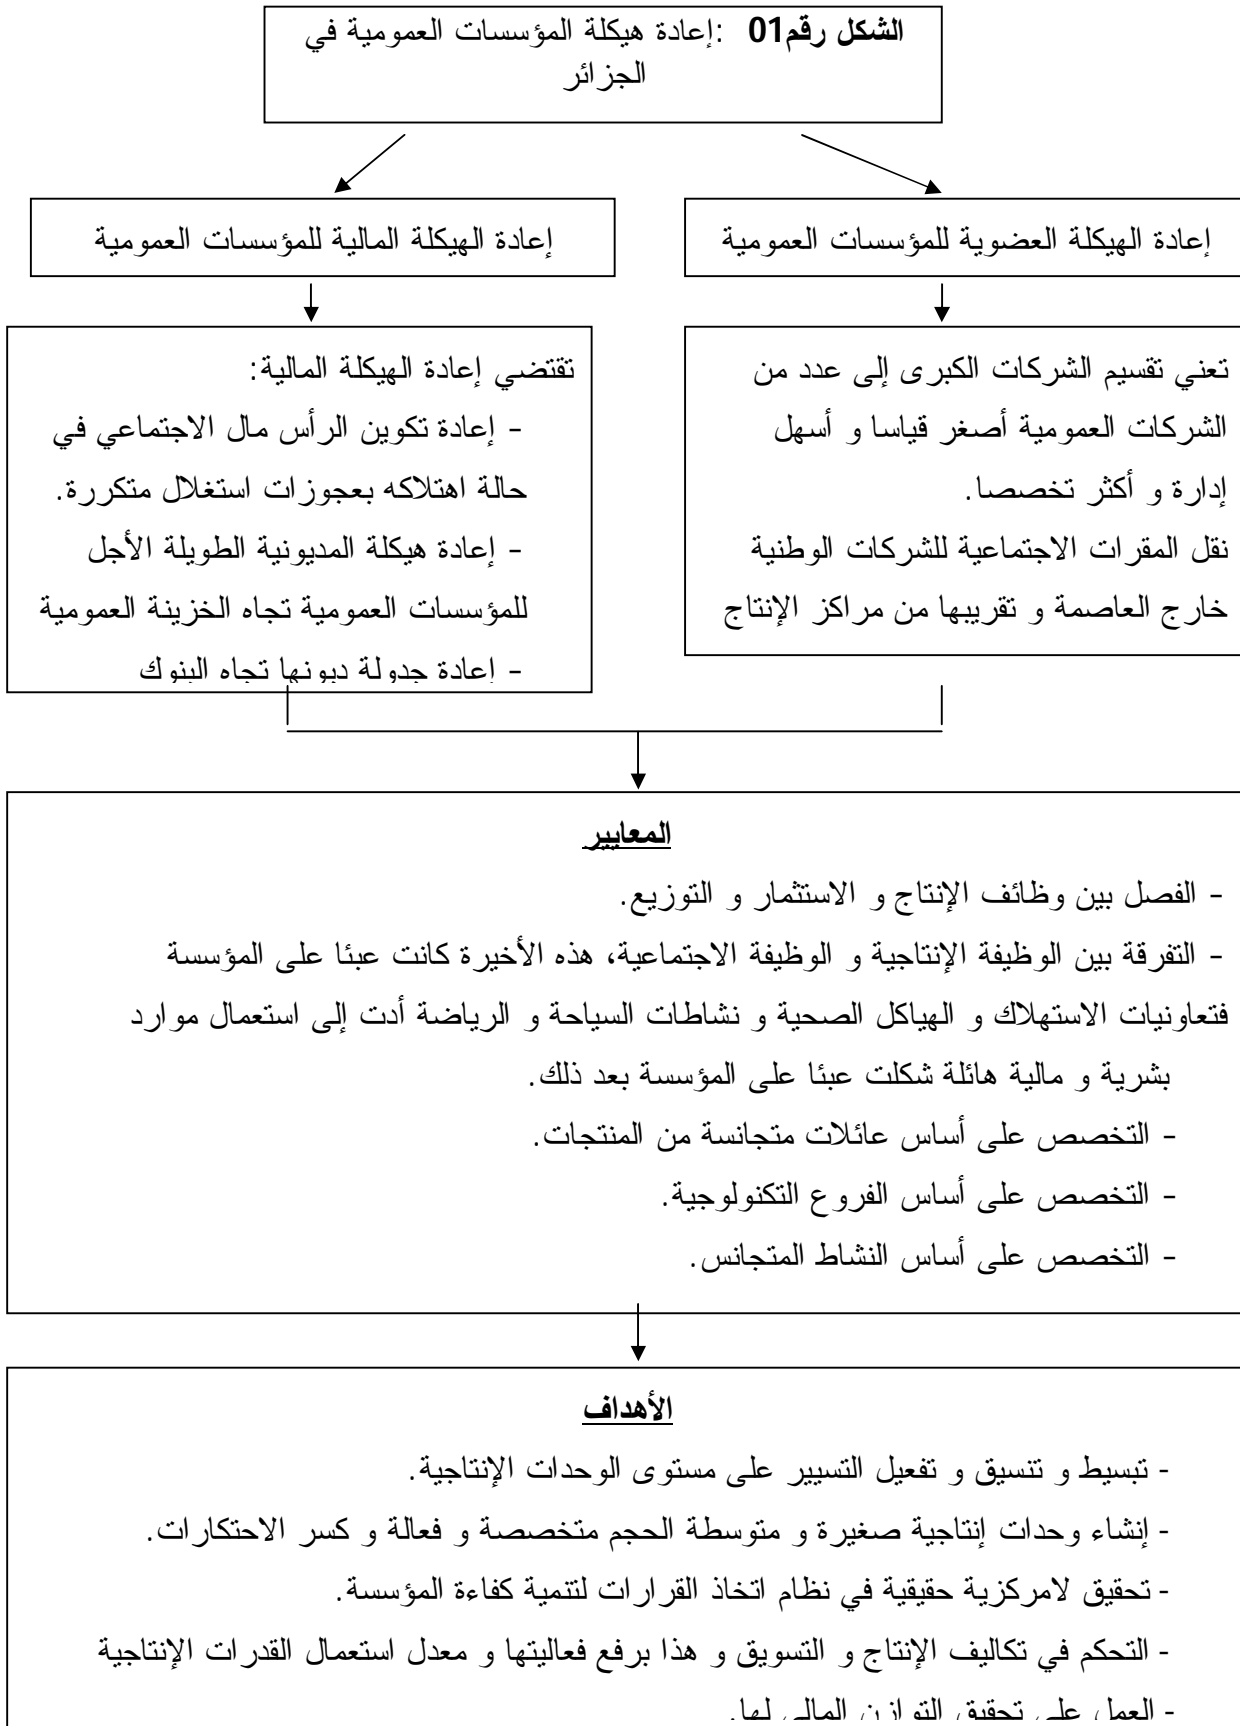 الشكل رقم01 :إعادة هيكلة المؤسسات العمومية في
الجزائر
إعادة الهيكلة العضوية للمؤسسات العمومية
إعادة الهيكلة المالية للمؤسسات العمومية
تعني تقسيم الشركات الكبرى إلى عدد من
الشركات العمومية أصغر قياسا و أسهل
إدارة و أكثر تخصصا.
نقل المقرات الاجتماعية للشركات الوطنية
خارج العاصمة و تقريبها من مراكز الإنتاج
تقتضي إعادة الهيكلة المالية:
- إعادة تكوين الرأس مال الاجتماعي في
حالة اهتلاكه بعجوزات استغلال متكررة.
- إعادة هيكلة المديونية الطويلة الأجل
للمؤسسات العمومية تجاه الخزينة العمومية
- إعادة جدولة ديونها تجاه البنوك
المعايير
- الفصل بين وظائف الإنتاج و الاستثمار و التوزيع.
- التفرقة بين الوظيفة الإنتاجية و الوظيفة الاجتماعية، هذه الأخيرة كانت عبئا على المؤسسة
فتعاونيات الاستهلاك و الهياكل الصحية و نشاطات السياحة و الرياضة أدت إلى استعمال موارد
بشرية و مالية هائلة شكلت عبئا على المؤسسة بعد ذلك.
- التخصص على أساس عائلات متجانسة من المنتجات.
- التخصص على أساس الفروع التكنولوجية.
- التخصص على أساس النشاط المتجانس.
الأهداف
- تبسيط و تنسيق و تفعيل التسيير على مستوى الوحدات الإنتاجية.
- إنشاء وحدات إنتاجية صغيرة و متوسطة الحجم متخصصة و فعالة و كسر الاحتكارات.
- تحقيق لامركزية حقيقية في نظام اتخاذ القرارات لتنمية كفاءة المؤسسة.
- التحكم في تكاليف الإنتاج و التسويق و هذا برفع فعاليتها و معدل استعمال القدرات الإنتاجية
- العمل على تحقيق التوازن المالي لها.